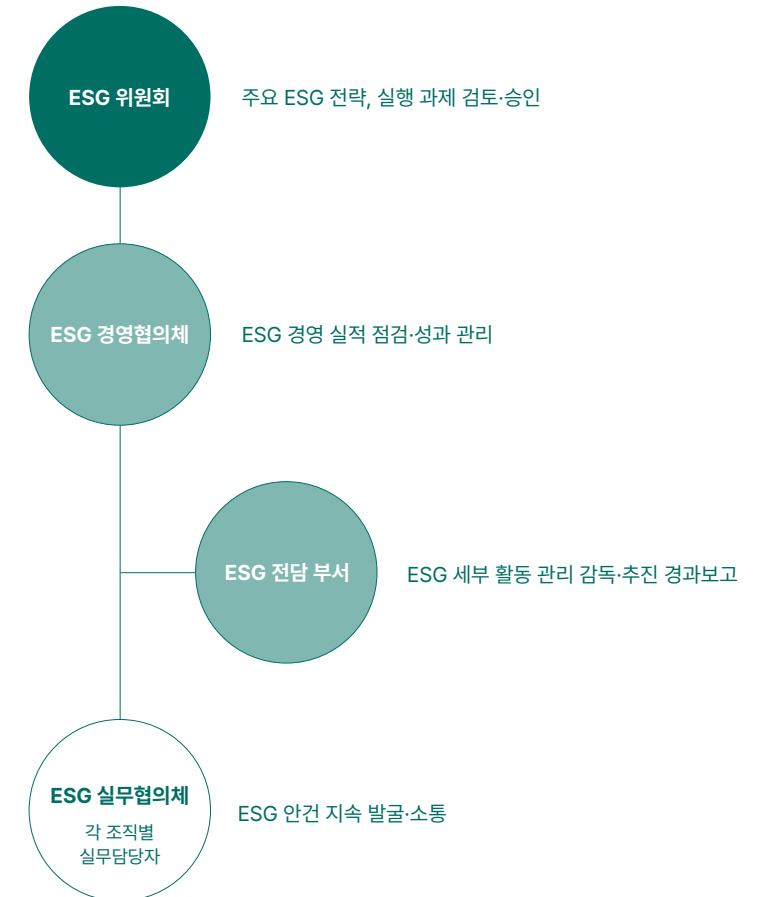 ESG 위원회
주요 ESG 전략, 실행 과제 검토·승인
ESG 경영협의체
ESG 경영 실적 점검·성과 관리
ESG 전담 부서
ESG 세부 활동 관리 감독·추진 경과보고
ESG 실무협의체
각 조직별
실무담당자
ESG 안건 지속 발굴·소통